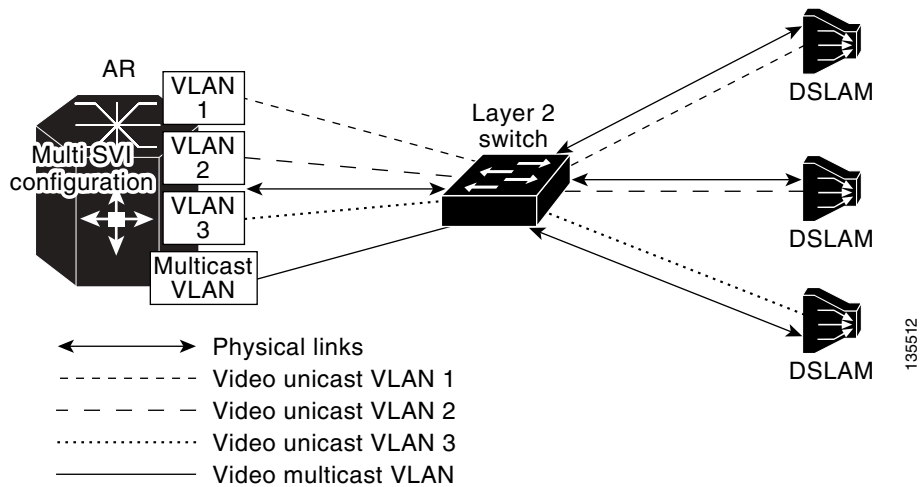 AR
VLAN
1
VLAN
2
VLAN
3
Multicast
VLAN
Multi SVI
configuration
Layer 2
switch
DSLAM
DSLAM
DSLAM
Physical links
Video unicast VLAN 1
Video unicast VLAN 2
Video unicast VLAN 3
Video multicast VLAN
135512